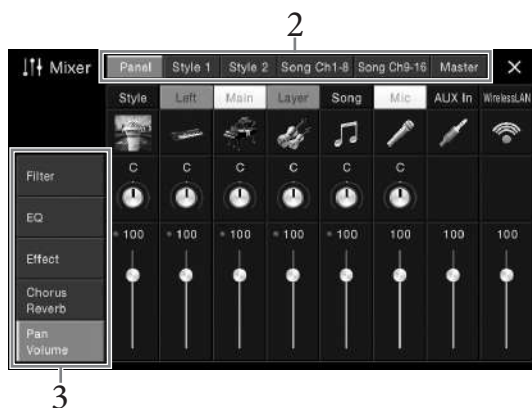 2
Mixer
Panel Style 1 Style 2 Song Ch1-8 Song Ch9-16 Master ×
Style Left Main Layer Song Mic AUX In WirelessLAN
Filter C C C C C C
EQ
100 100 100 100 100 100 100 100
Effect
Chorus
Reverb
Pan
Volume
3